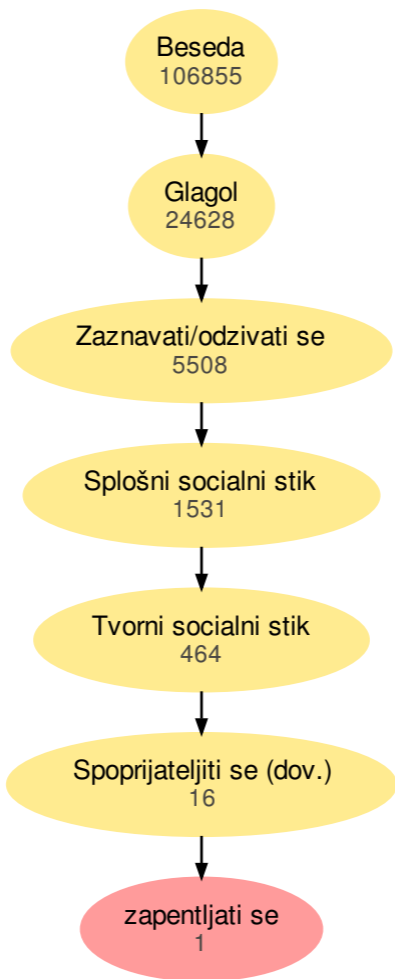 Beseda
106855
Glagol
24628
Zaznavati/odzivati se
5508
Splošni socialni stik
1531
Tvorni socialni stik
464
Spoprijateljiti se (dov.)
16
zapentljati se
1